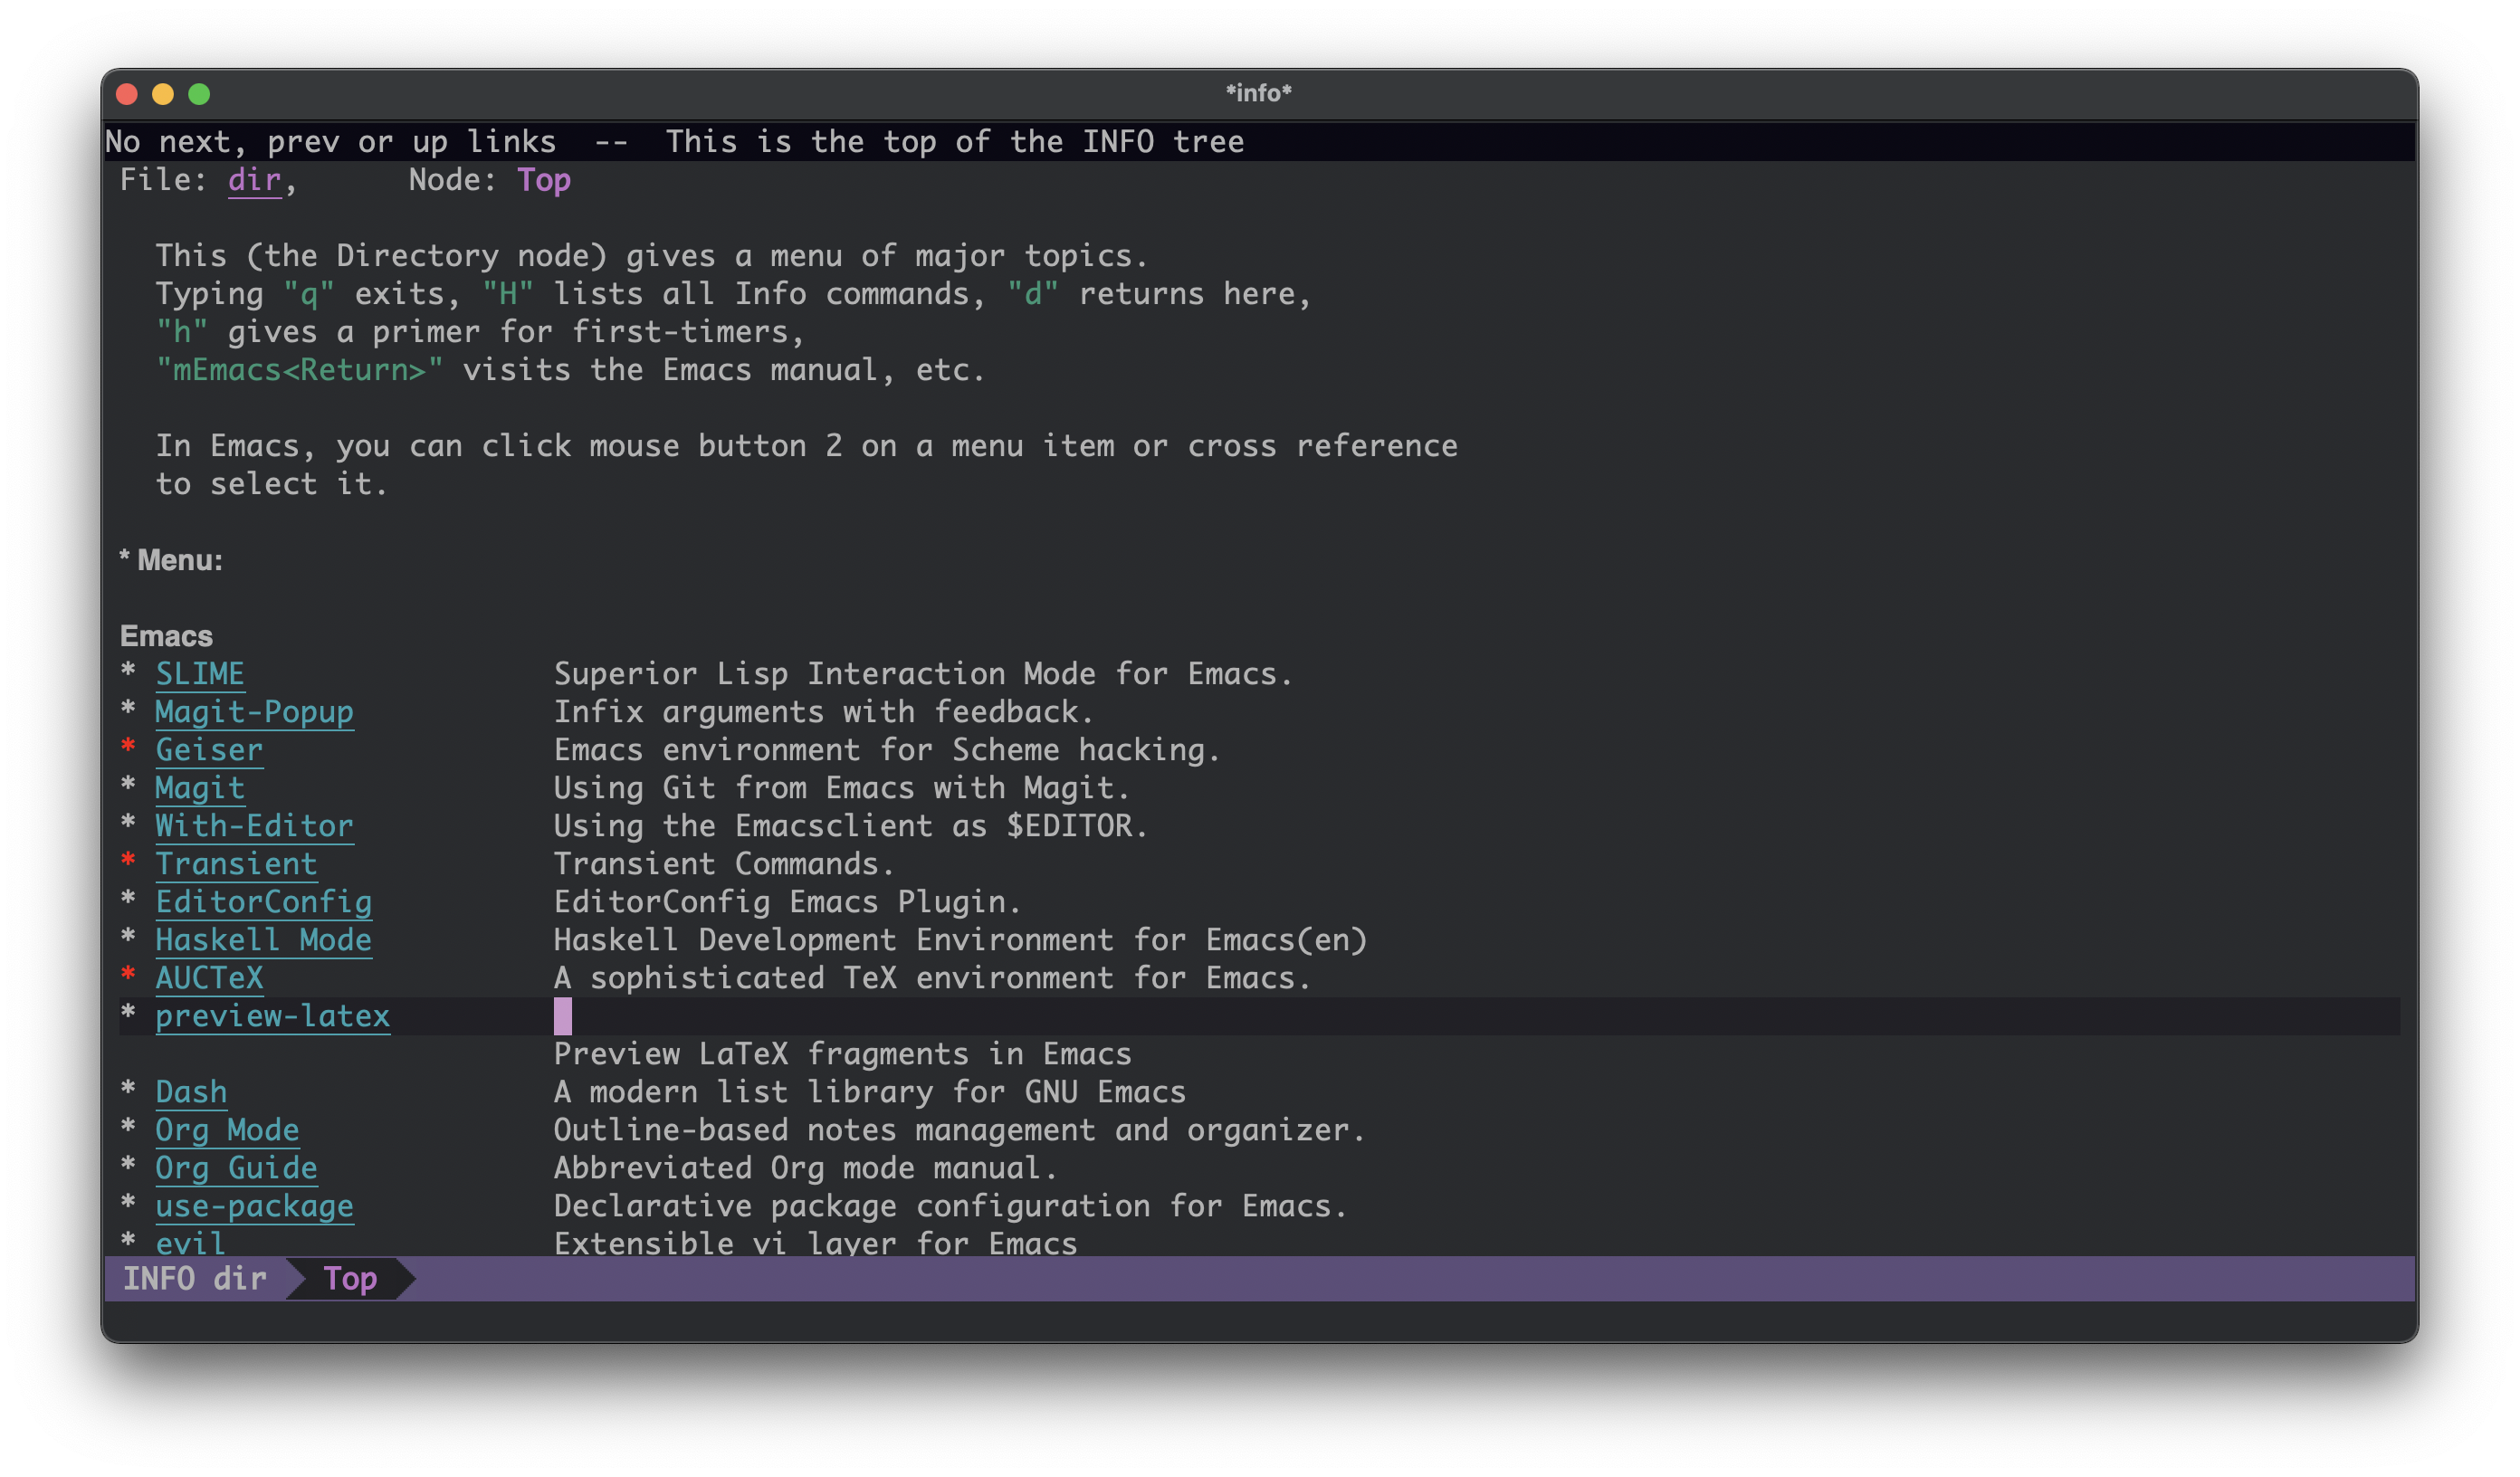 *info*
No next, prev or up links  --  This is the top of the INFO tree
File: dir,      Node: Top
This (the Directory node) gives a menu of major topics.
Typing "q" exits, "H" lists all Info commands, "d" returns here,
"h" gives a primer for first-timers,
"mEmacs<Return>" visits the Emacs manual, etc.
In Emacs, you can click mouse button 2 on a menu item or cross reference
to select it.
* Menu:
Emacs
* SLIME                 Superior Lisp Interaction Mode for Emacs.
* Magit-Popup           Infix arguments with feedback.
* Geiser                Emacs environment for Scheme hacking.
* Magit                 Using Git from Emacs with Magit.
* With-Editor           Using the Emacsclient as $EDITOR.
* Transient             Transient Commands.
* EditorConfig          EditorConfig Emacs Plugin.
* Haskell Mode          Haskell Development Environment for Emacs(en)
* AUCTeX                A sophisticated TeX environment for Emacs.
* preview-latex
Preview LaTeX fragments in Emacs
* Dash                  A modern list library for GNU Emacs
* Org Mode              Outline-based notes management and organizer.
* Org Guide             Abbreviated Org mode manual.
* use-package           Declarative package configuration for Emacs.
* evil                  Extensible vi layer for Emacs
INFO dir  Top